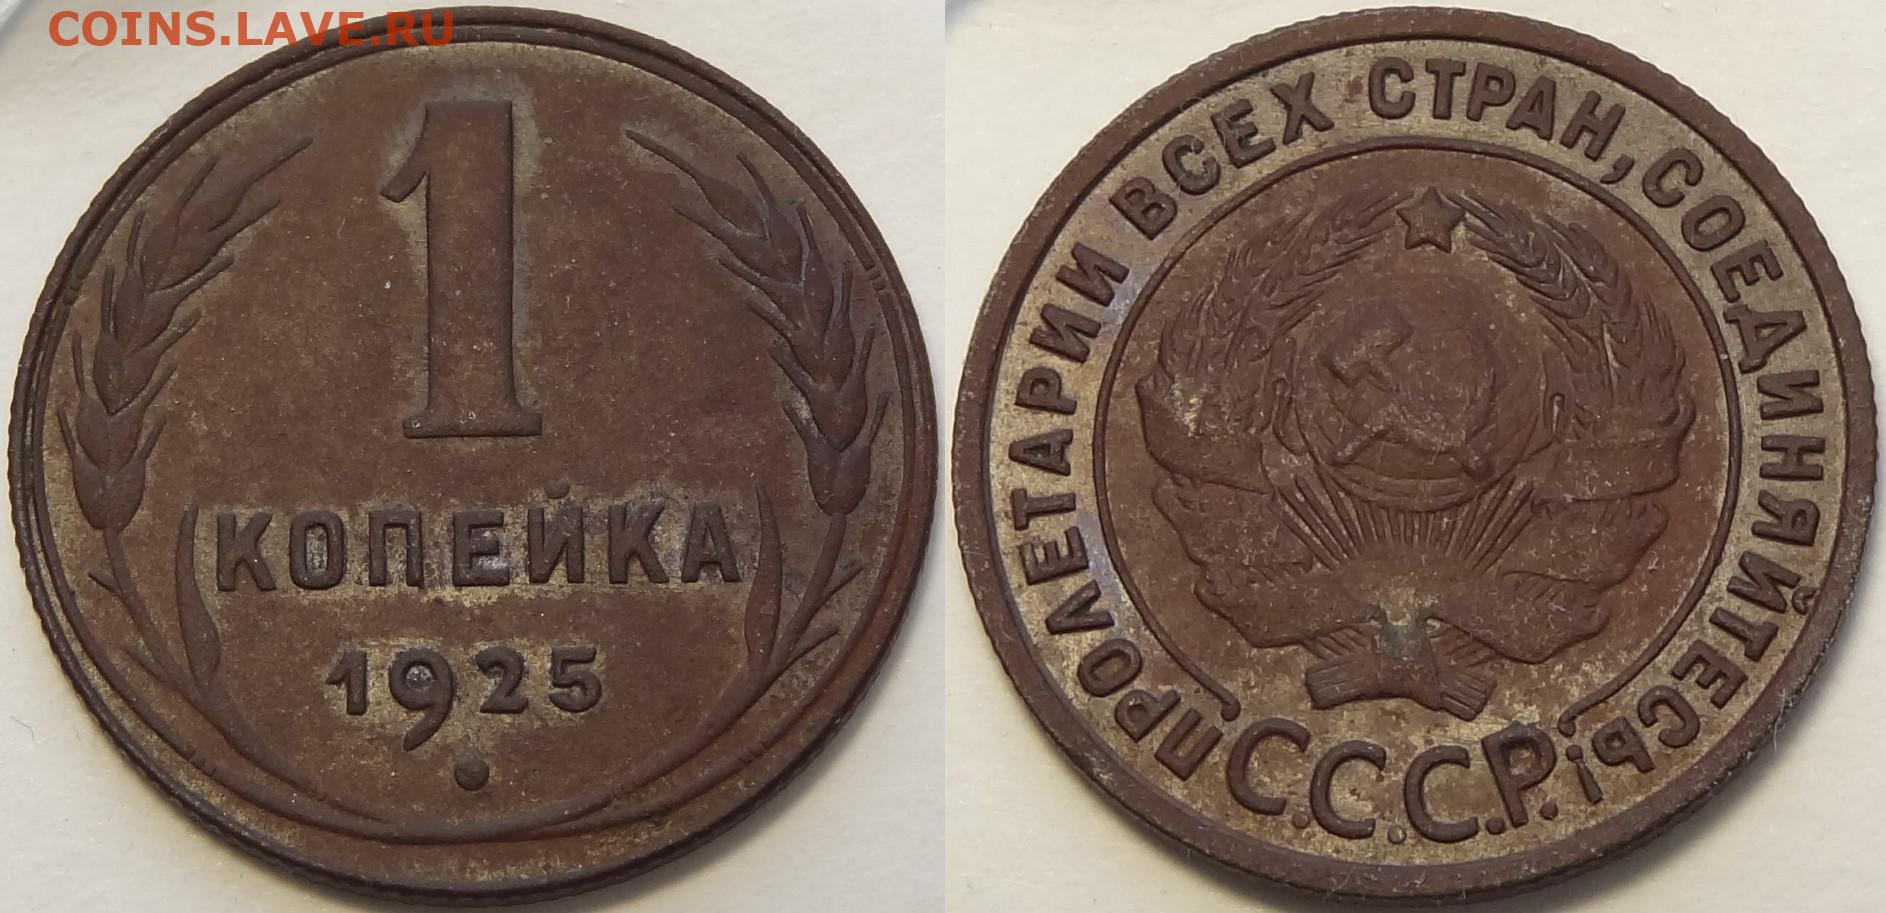 COINS.LAVE.RU
1
КОПЕЙКА
1925
ПРОЛЕТАРИИ ВСЕХ СТРАН, СОЕДИНЯЙТЕСЬ!
С.С.С.Р.